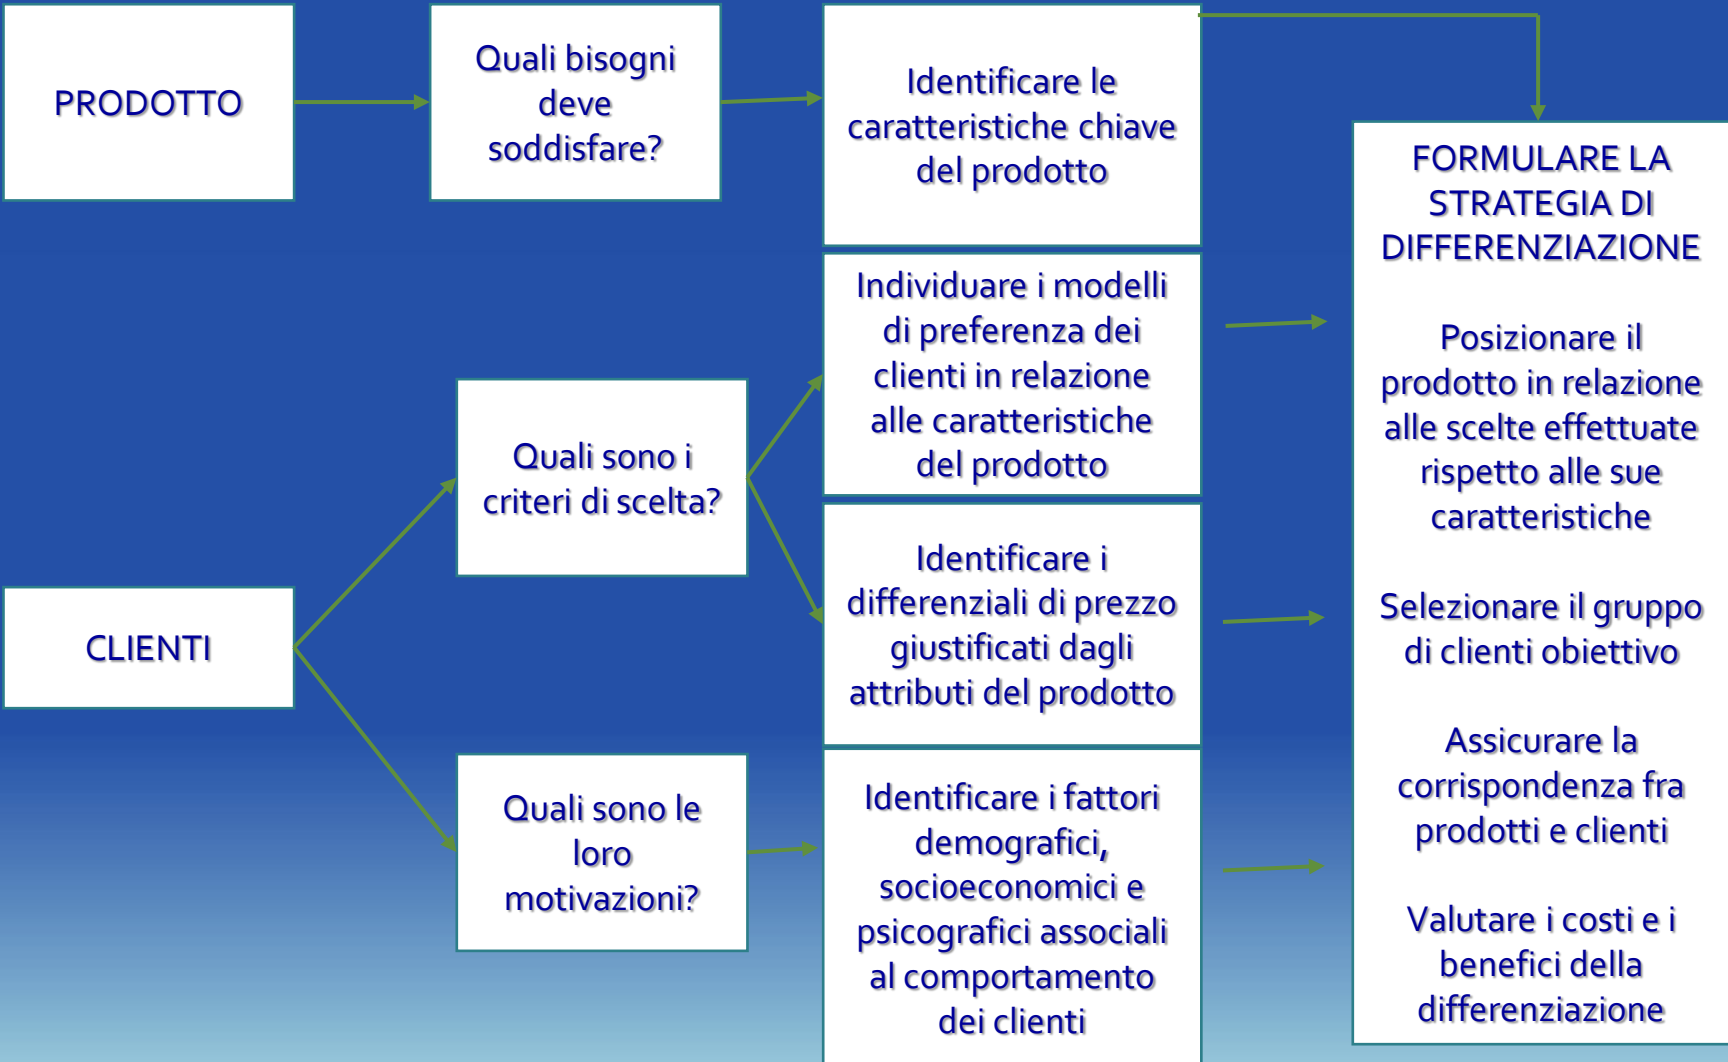 PRODOTTO
Quali bisogni
deve
soddisfare?
Identificare le
caratteristiche chiave
del prodotto
Individuare i modelli
di preferenza dei
clienti in relazione
alle caratteristiche
del prodotto
Quali sono i
criteri di scelta?
Identificare i
differenziali di prezzo
giustificati dagli
attributi del prodotto
CLIENTI
Quali sono le
loro
motivazioni?
Identificare i fattori
demografici,
socioeconomici e
psicografici associali
al comportamento
dei clienti
FORMULARE LA
STRATEGIA DI
DIFFERENZIAZIONE
Posizionare il
prodotto in relazione
alle scelte effettuate
rispetto alle sue
caratteristiche
Selezionare il gruppo
di clienti obiettivo
Assicurare la
corrispondenza fra
prodotti e clienti
Valutare i costi e i
benefici della
differenziazione